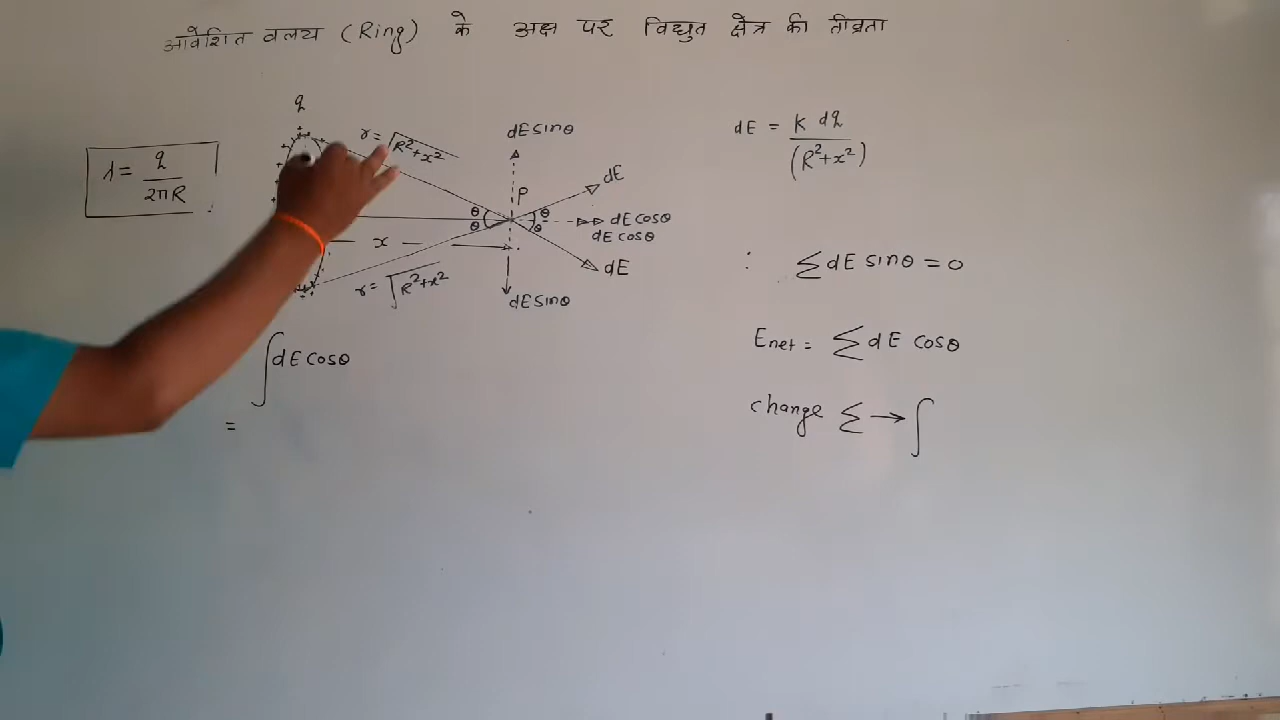 आवेशित वलय (Ring) के अक्ष पर विद्युत क्षेत्र की तीव्रता
q
λ = q / 2πR
r = √R²+x²
dE sinθ
dE
P
θ
θ
θ
θ
dE cosθ
dE cosθ
x
dE
r = √R²+x²
dE sinθ
∫dE cosθ
=
dE = K dq / (R²+x²)
: ∑dE sinθ = 0
Enet = ∑ dE cosθ
change ∑ → ∫